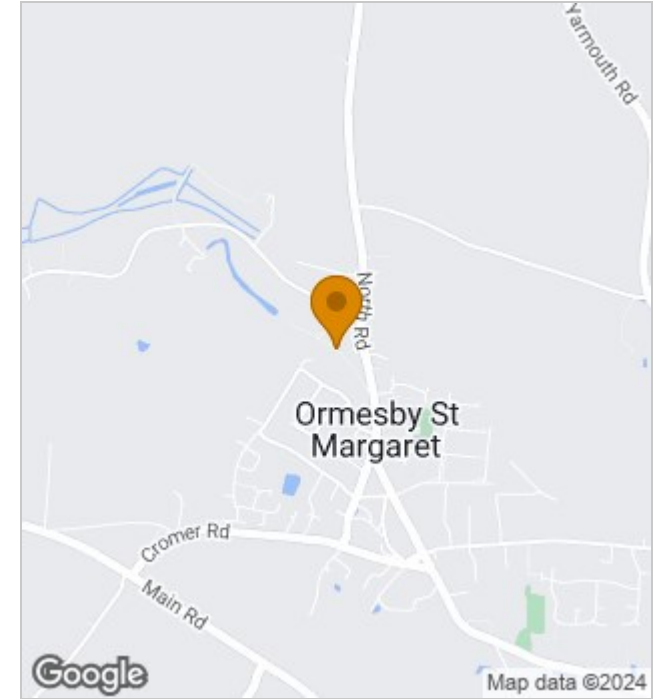 Yarmouth Rd
North Rd
Ormesby St
Margaret
Cromer Rd
Main Rd
Google
Map data ©2024